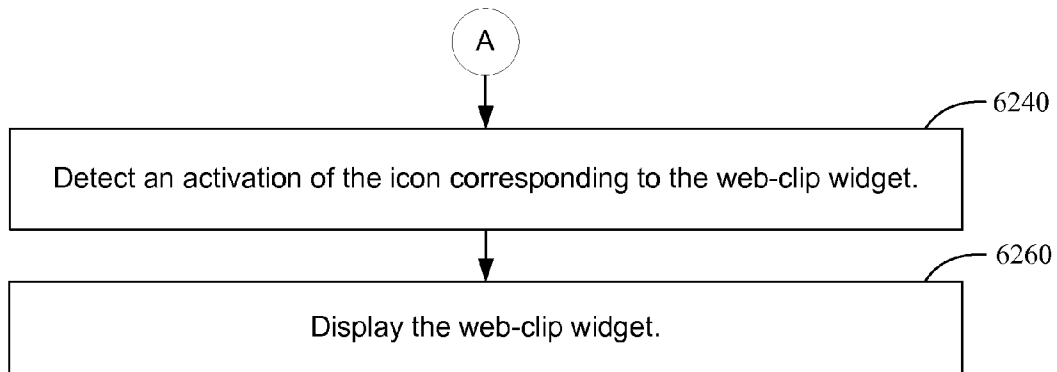 A
6240
Detect an activation of the icon corresponding to the web-clip widget.
6260
Display the web-clip widget.